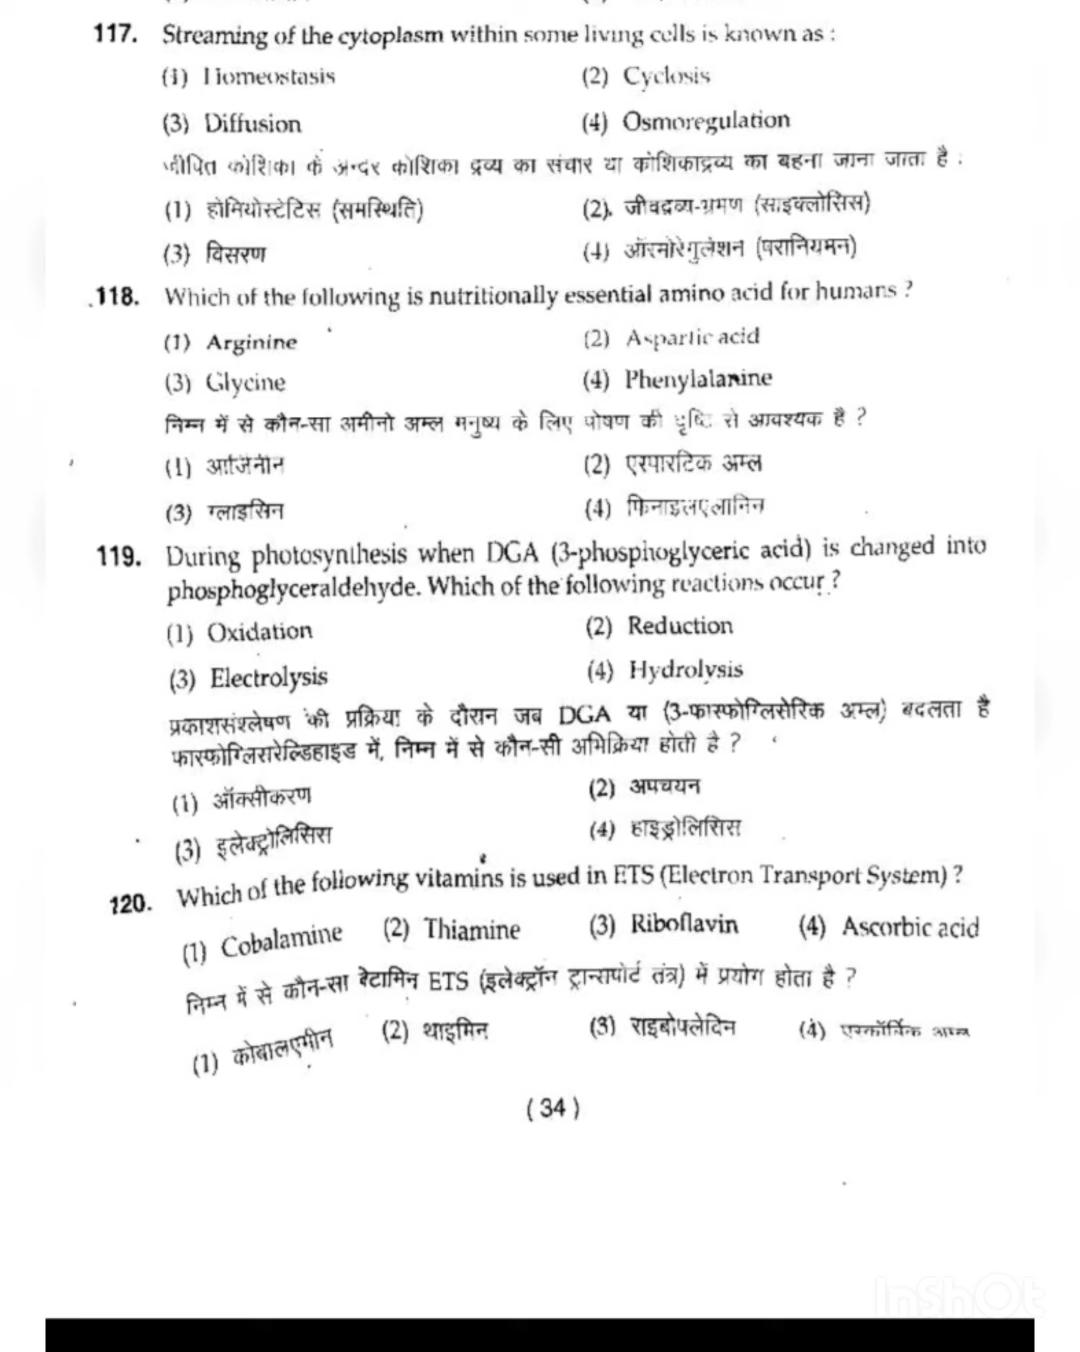 117. Streaming of the cytoplasm within some living cells is known as :
(1) Homeostasis (2) Cyclosis
(3) Diffusion (4) Osmoregulation
जीवित कोशिका के अन्दर कोशिका द्रव्य का संचार या कोशिकाद्रव्य का बहना जाना जाता है :
(1) होमियोस्टेटिस (समस्थिति) (2). जीवद्रव्य-भ्रमण (साइक्लोसिस)
(3) विसरण (4) ऑस्मोरेगुलेशन (परानियमन)
118. Which of the following is nutritionally essential amino acid for humans ?
(1) Arginine (2) Aspartic acid
(3) Glycine (4) Phenylalanine
निम्न में से कौन-सा अमीनो अम्ल मनुष्य के लिए पोषण की दृष्टि से आवश्यक है ?
(1) आर्जिनीन (2) एस्पारटिक अम्ल
(3) ग्लाइसिन (4) फिनाइलएलानिन
119. During photosynthesis when DGA (3-phosphoglyceric acid) is changed into
phosphoglyceraldehyde. Which of the following reactions occur ?
(1) Oxidation (2) Reduction
(3) Electrolysis (4) Hydrolysis
प्रकाशसंश्लेषण की प्रक्रिया के दौरान जब DGA या (3-फास्फोग्लिसेरिक अम्ल) बदलता है
फास्फोग्लिसरेल्डिहाइड में, निम्न में से कौन-सी अभिक्रिया होती है ?
(1) ऑक्सीकरण (2) अपचयन
(3) इलेक्ट्रोलिसिस (4) हाइड्रोलिसिस
120. Which of the following vitamins is used in ETS (Electron Transport System) ?
(1) Cobalamine (2) Thiamine (3) Riboflavin (4) Ascorbic acid
निम्न में से कौन-सा वेटामिन ETS (इलेक्ट्रॉन ट्रान्सपोर्ट तंत्र) में प्रयोग होता है ?
(1) कोबालएमीन (2) थाइमिन (3) राइबोफ्लेविन (4) एस्कॉर्बिक अम्ल
( 34 )
InShOt